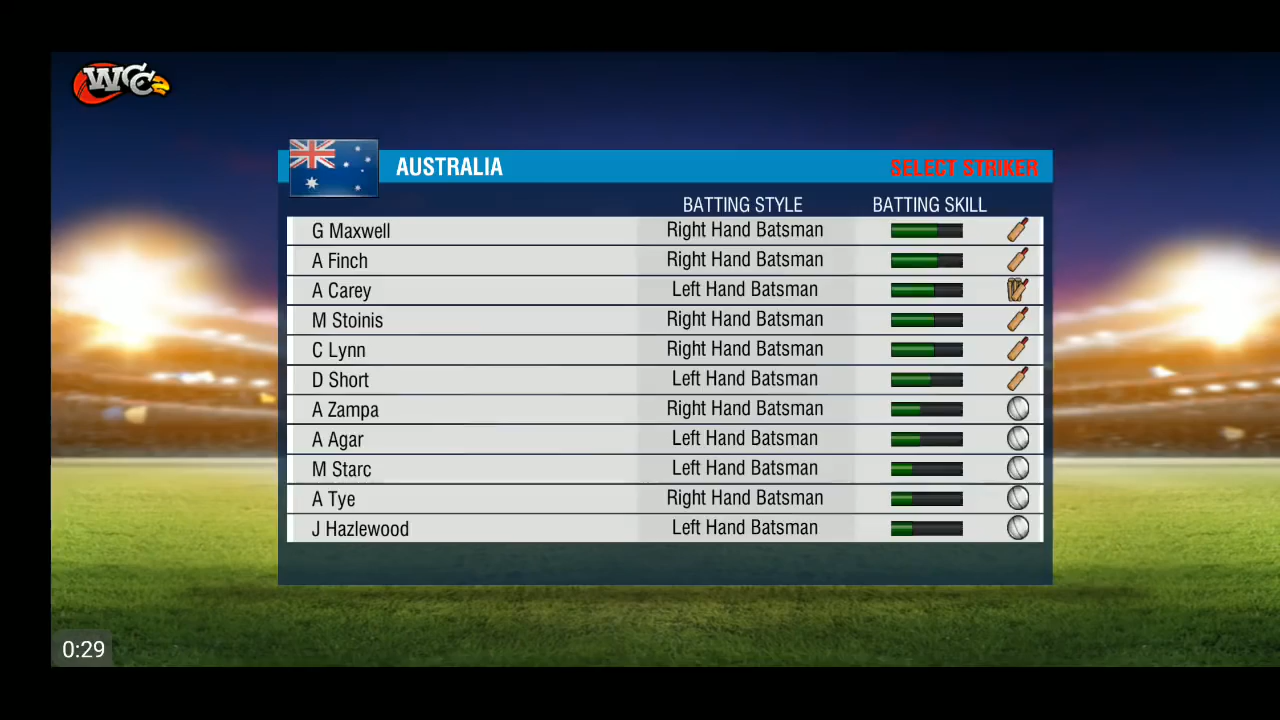 WCC
AUSTRALIA SELECT STRIKER
BATTING STYLE BATTING SKILL
G Maxwell Right Hand Batsman
A Finch Right Hand Batsman
A Carey Left Hand Batsman
M Stoinis Right Hand Batsman
C Lynn Right Hand Batsman
D Short Left Hand Batsman
A Zampa Right Hand Batsman
A Agar Left Hand Batsman
M Starc Left Hand Batsman
A Tye Right Hand Batsman
J Hazlewood Left Hand Batsman
0:29